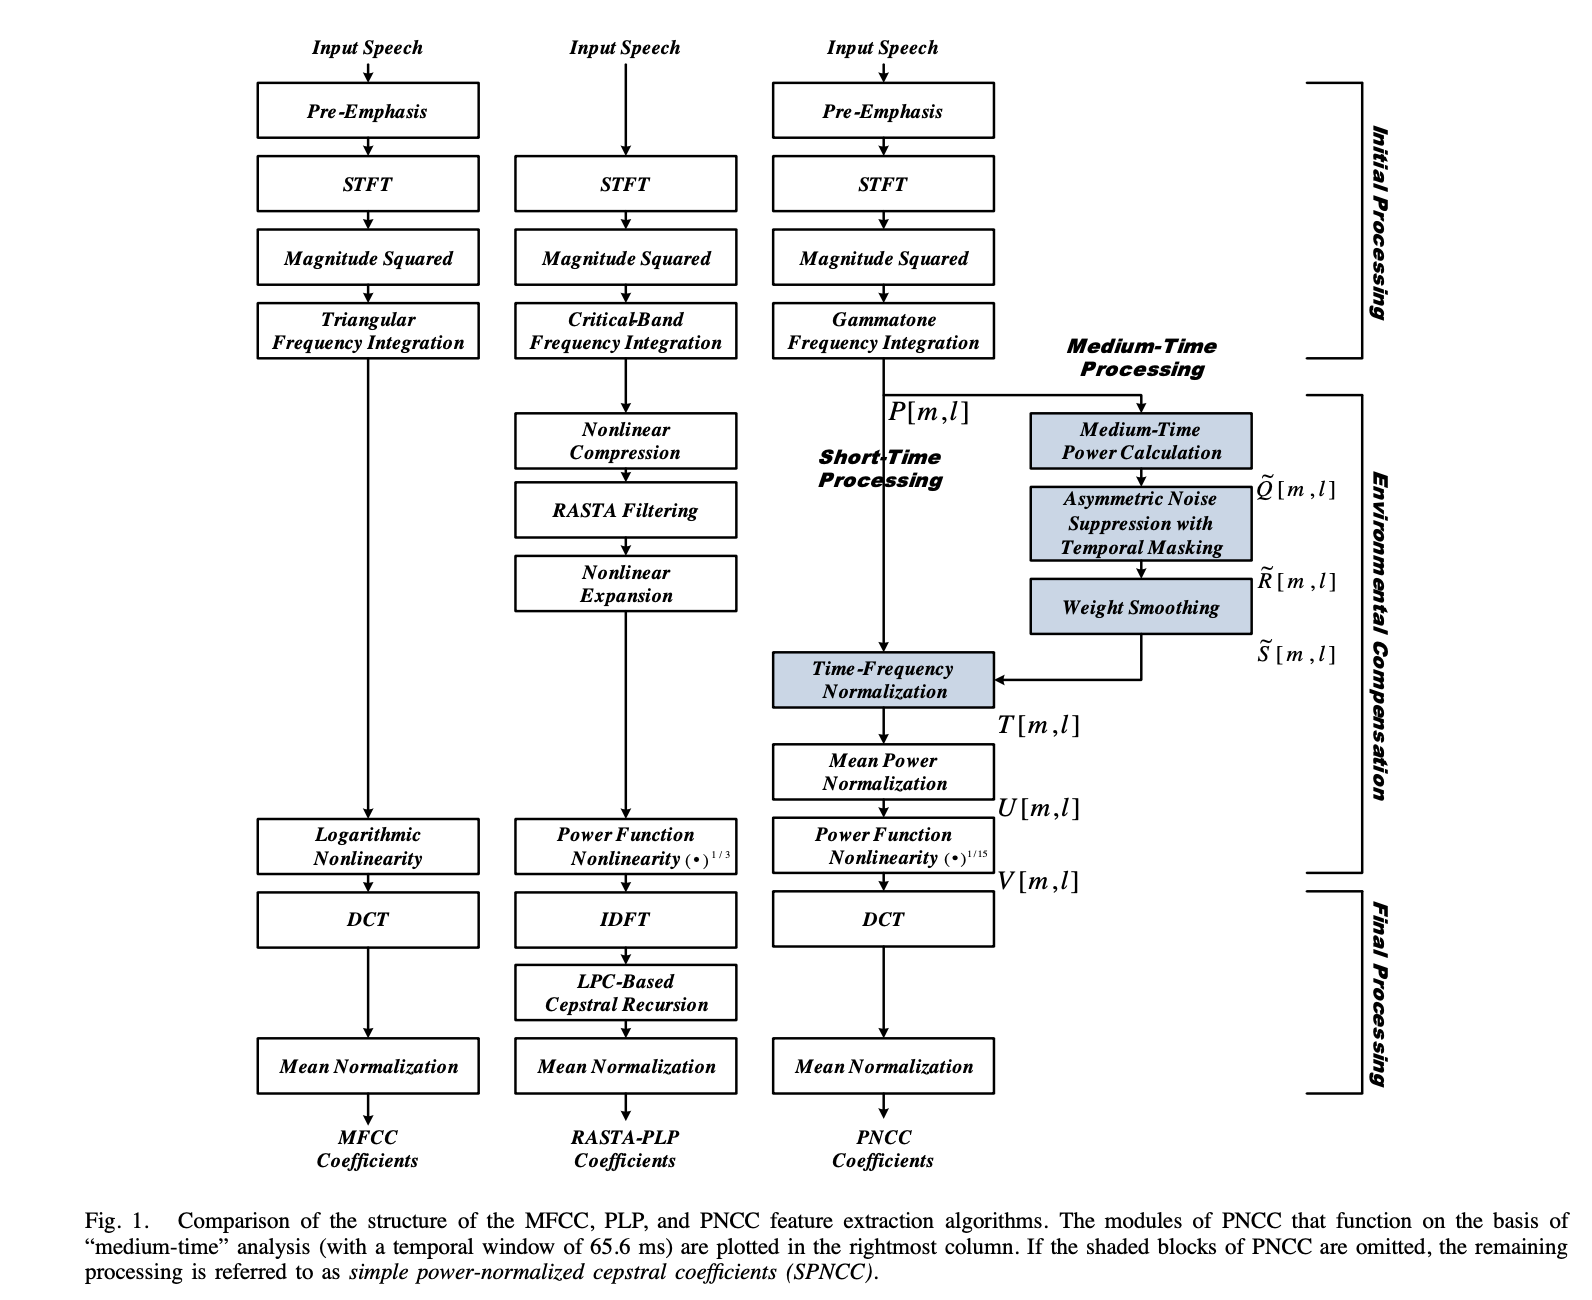 Input Speech
Pre-Emphasis
STFT
Magnitude Squared
Triangular
Frequency Integration
Logarithmic
Nonlinearity
DCT
Mean Normalization
MFCC
Coefficients
Input Speech
STFT
Magnitude Squared
Critical-Band
Frequency Integration
Nonlinear
Compression
RASTA Filtering
Nonlinear
Expansion
Power Function
Nonlinearity (•)^{1/3}
IDFT
LPC-Based
Cepstral Recursion
Mean Normalization
RASTA-PLP
Coefficients
Input Speech
Pre-Emphasis
STFT
Magnitude Squared
Gammatone
Frequency Integration
P[m,l]
Short-Time
Processing
Time-Frequency
Normalization
T[m,l]
Mean Power
Normalization
U[m,l]
Power Function
Nonlinearity (•)^{1/15}
V[m,l]
DCT
Mean Normalization
PNCC
Coefficients
Medium-Time
Processing
Medium-Time
Power Calculation
Q̃[m,l]
Asymmetric Noise
Suppression with
Temporal Masking
R̃[m,l]
Weight Smoothing
S̃[m,l]
Initial Processing
Environmental Compensation
Final Processing
Fig. 1. Comparison of the structure of the MFCC, PLP, and PNCC feature extraction algorithms. The modules of PNCC that function on the basis of
“medium-time” analysis (with a temporal window of 65.6 ms) are plotted in the rightmost column. If the shaded blocks of PNCC are omitted, the remaining
processing is referred to as simple power-normalized cepstral coefficients (SPNCC).